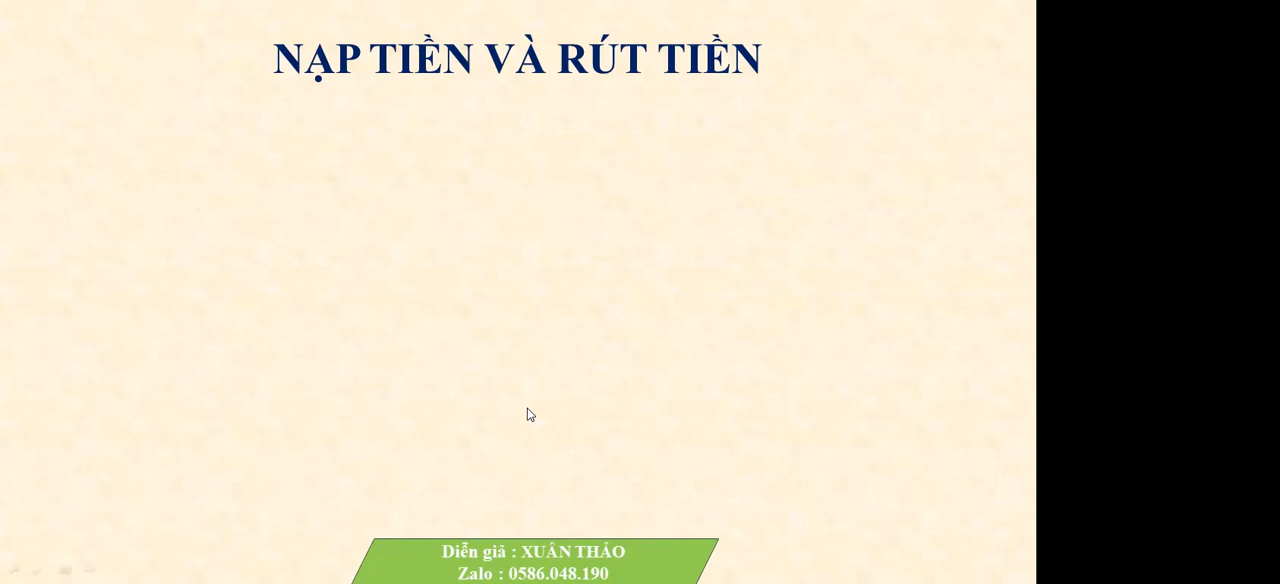 NẠP TIỀN VÀ RÚT TIỀN
Diễn giả : XUÂN THẢO
Zalo : 0586.048.190